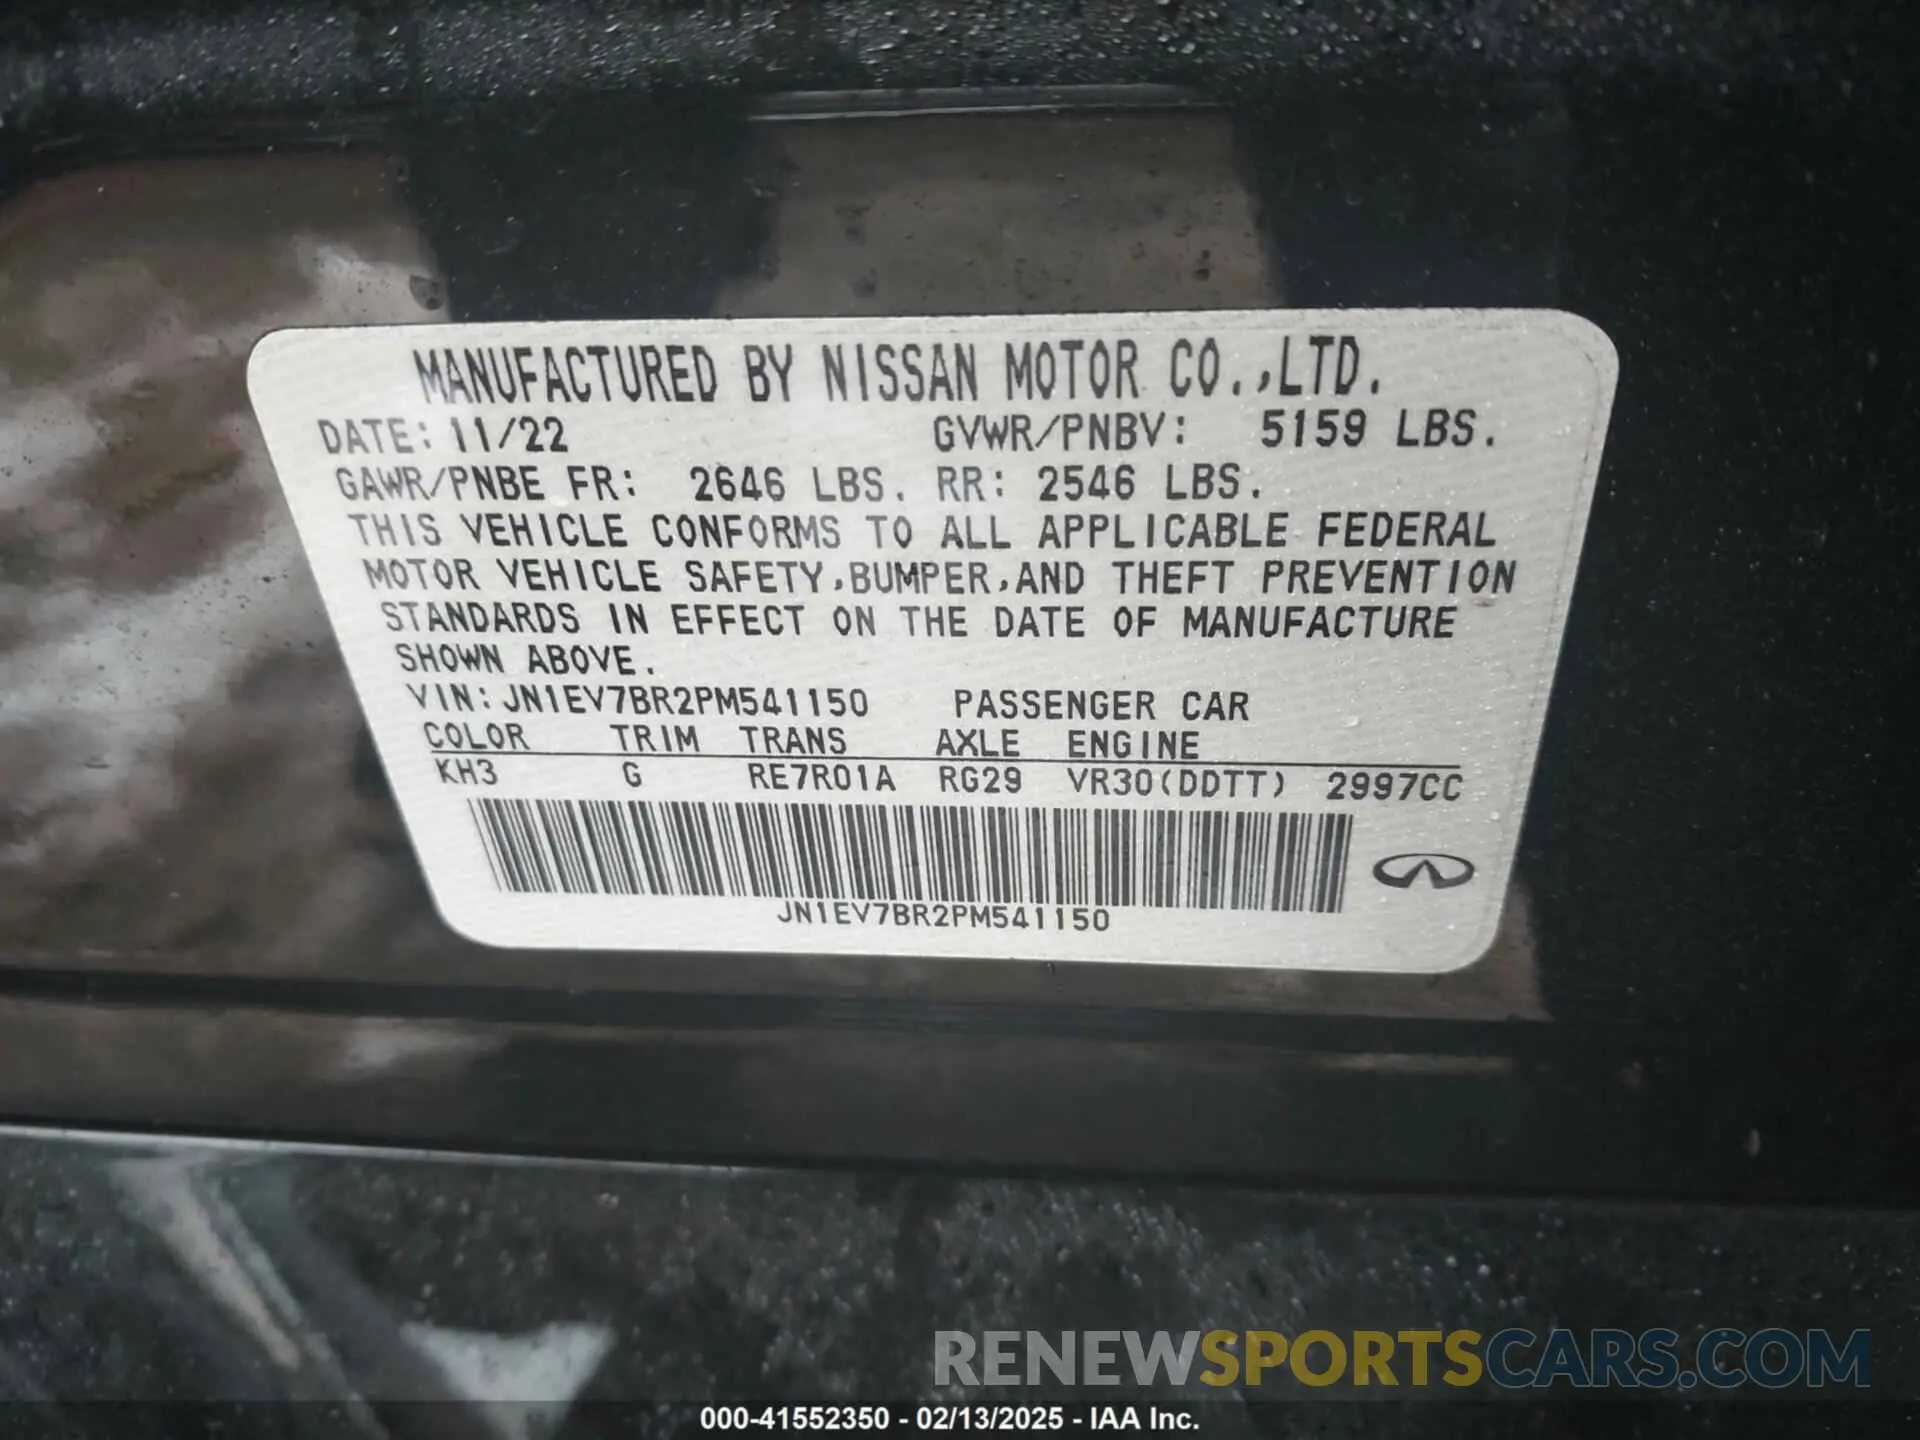 MANUFACTURED BY NISSAN MOTOR CO.,LTD.
DATE: 11/22 GVWR/PNBV: 5159 LBS.
GAWR/PNBE FR: 2646 LBS. RR: 2546 LBS.
THIS VEHICLE CONFORMS TO ALL APPLICABLE FEDERAL
MOTOR VEHICLE SAFETY,BUMPER,AND THEFT PREVENTION
STANDARDS IN EFFECT ON THE DATE OF MANUFACTURE
SHOWN ABOVE.
VIN:JN1EV7BR2PM541150 PASSENGER CAR
COLOR TRIM TRANS AXLE ENGINE
KH3 G RE7R01A RG29 VR30(DDTT) 2997CC
JN1EV7BR2PM541150
RENEWSPORTSCARS.COM
000-41552350 - 02/13/2025 - IAA Inc.